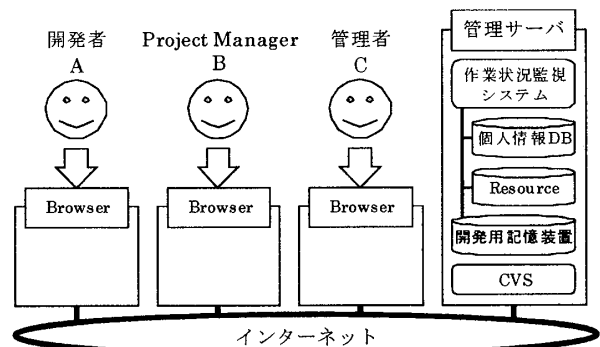 開発者
A
Project Manager
B
管理者
C
管理サーバ
作業状況監視
システム
個人情報DB
Resource
開発用記憶装置
CVS
Browser
Browser
Browser
インターネット